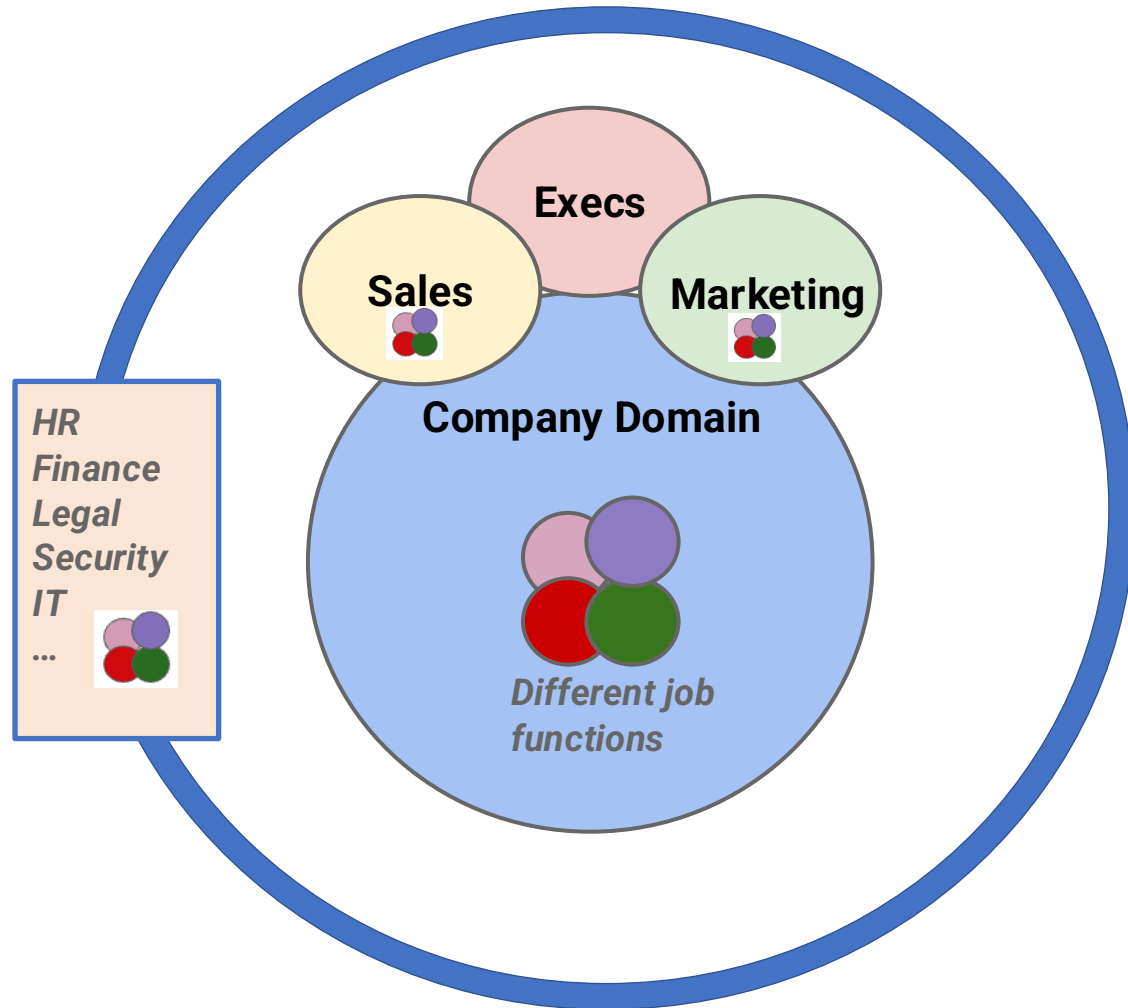 Execs
Sales
Marketing
Company Domain
HR
Finance
Legal
Security
IT
...
Different job
functions